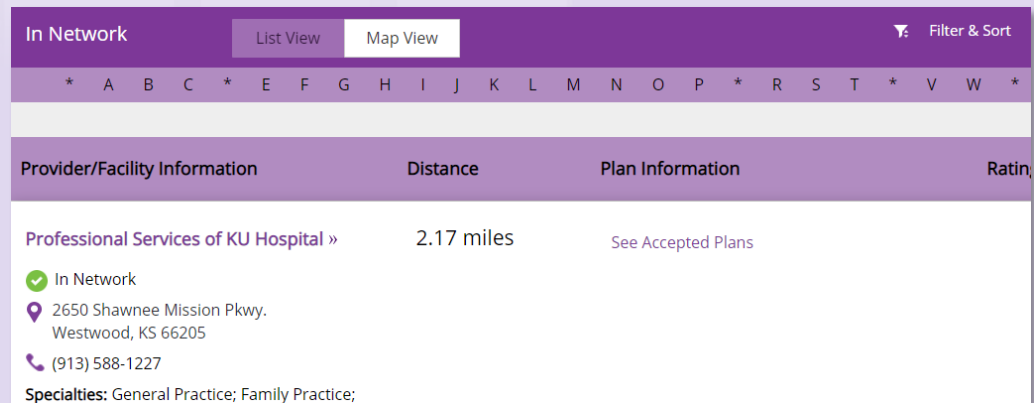 In Network List View Map View Filter & Sort
* A B C * E F G H I J K L M N O P * R S T * V W *
Provider/Facility Information Distance Plan Information
Professional Services of KU Hospital » 2.17 miles See Accepted Plans
In Network
2650 Shawnee Mission Pkwy.
Westwood, KS 66205
(913) 588-1227
Specialties: General Practice; Family Practice;